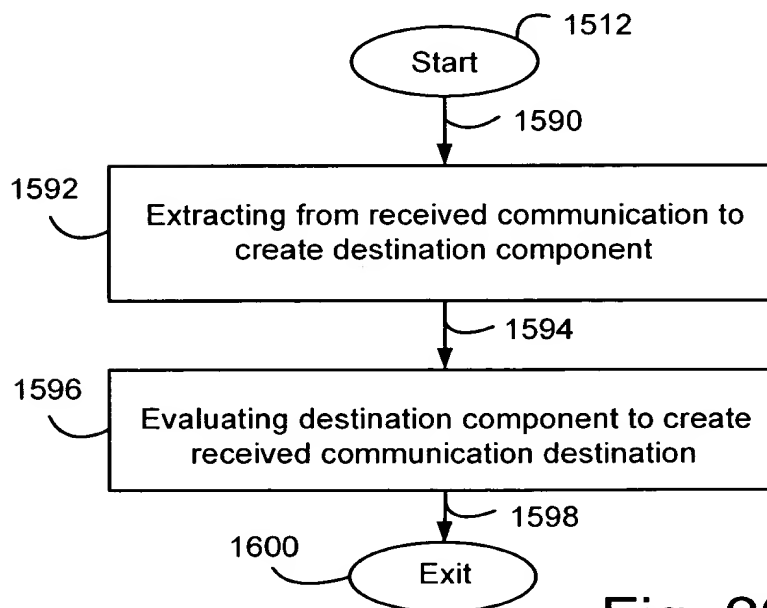 1512
Start
1590
1592
Extracting from received communication to
create destination component
1594
1596
Evaluating destination component to create
received communication destination
1598
1600
Exit
Fig.